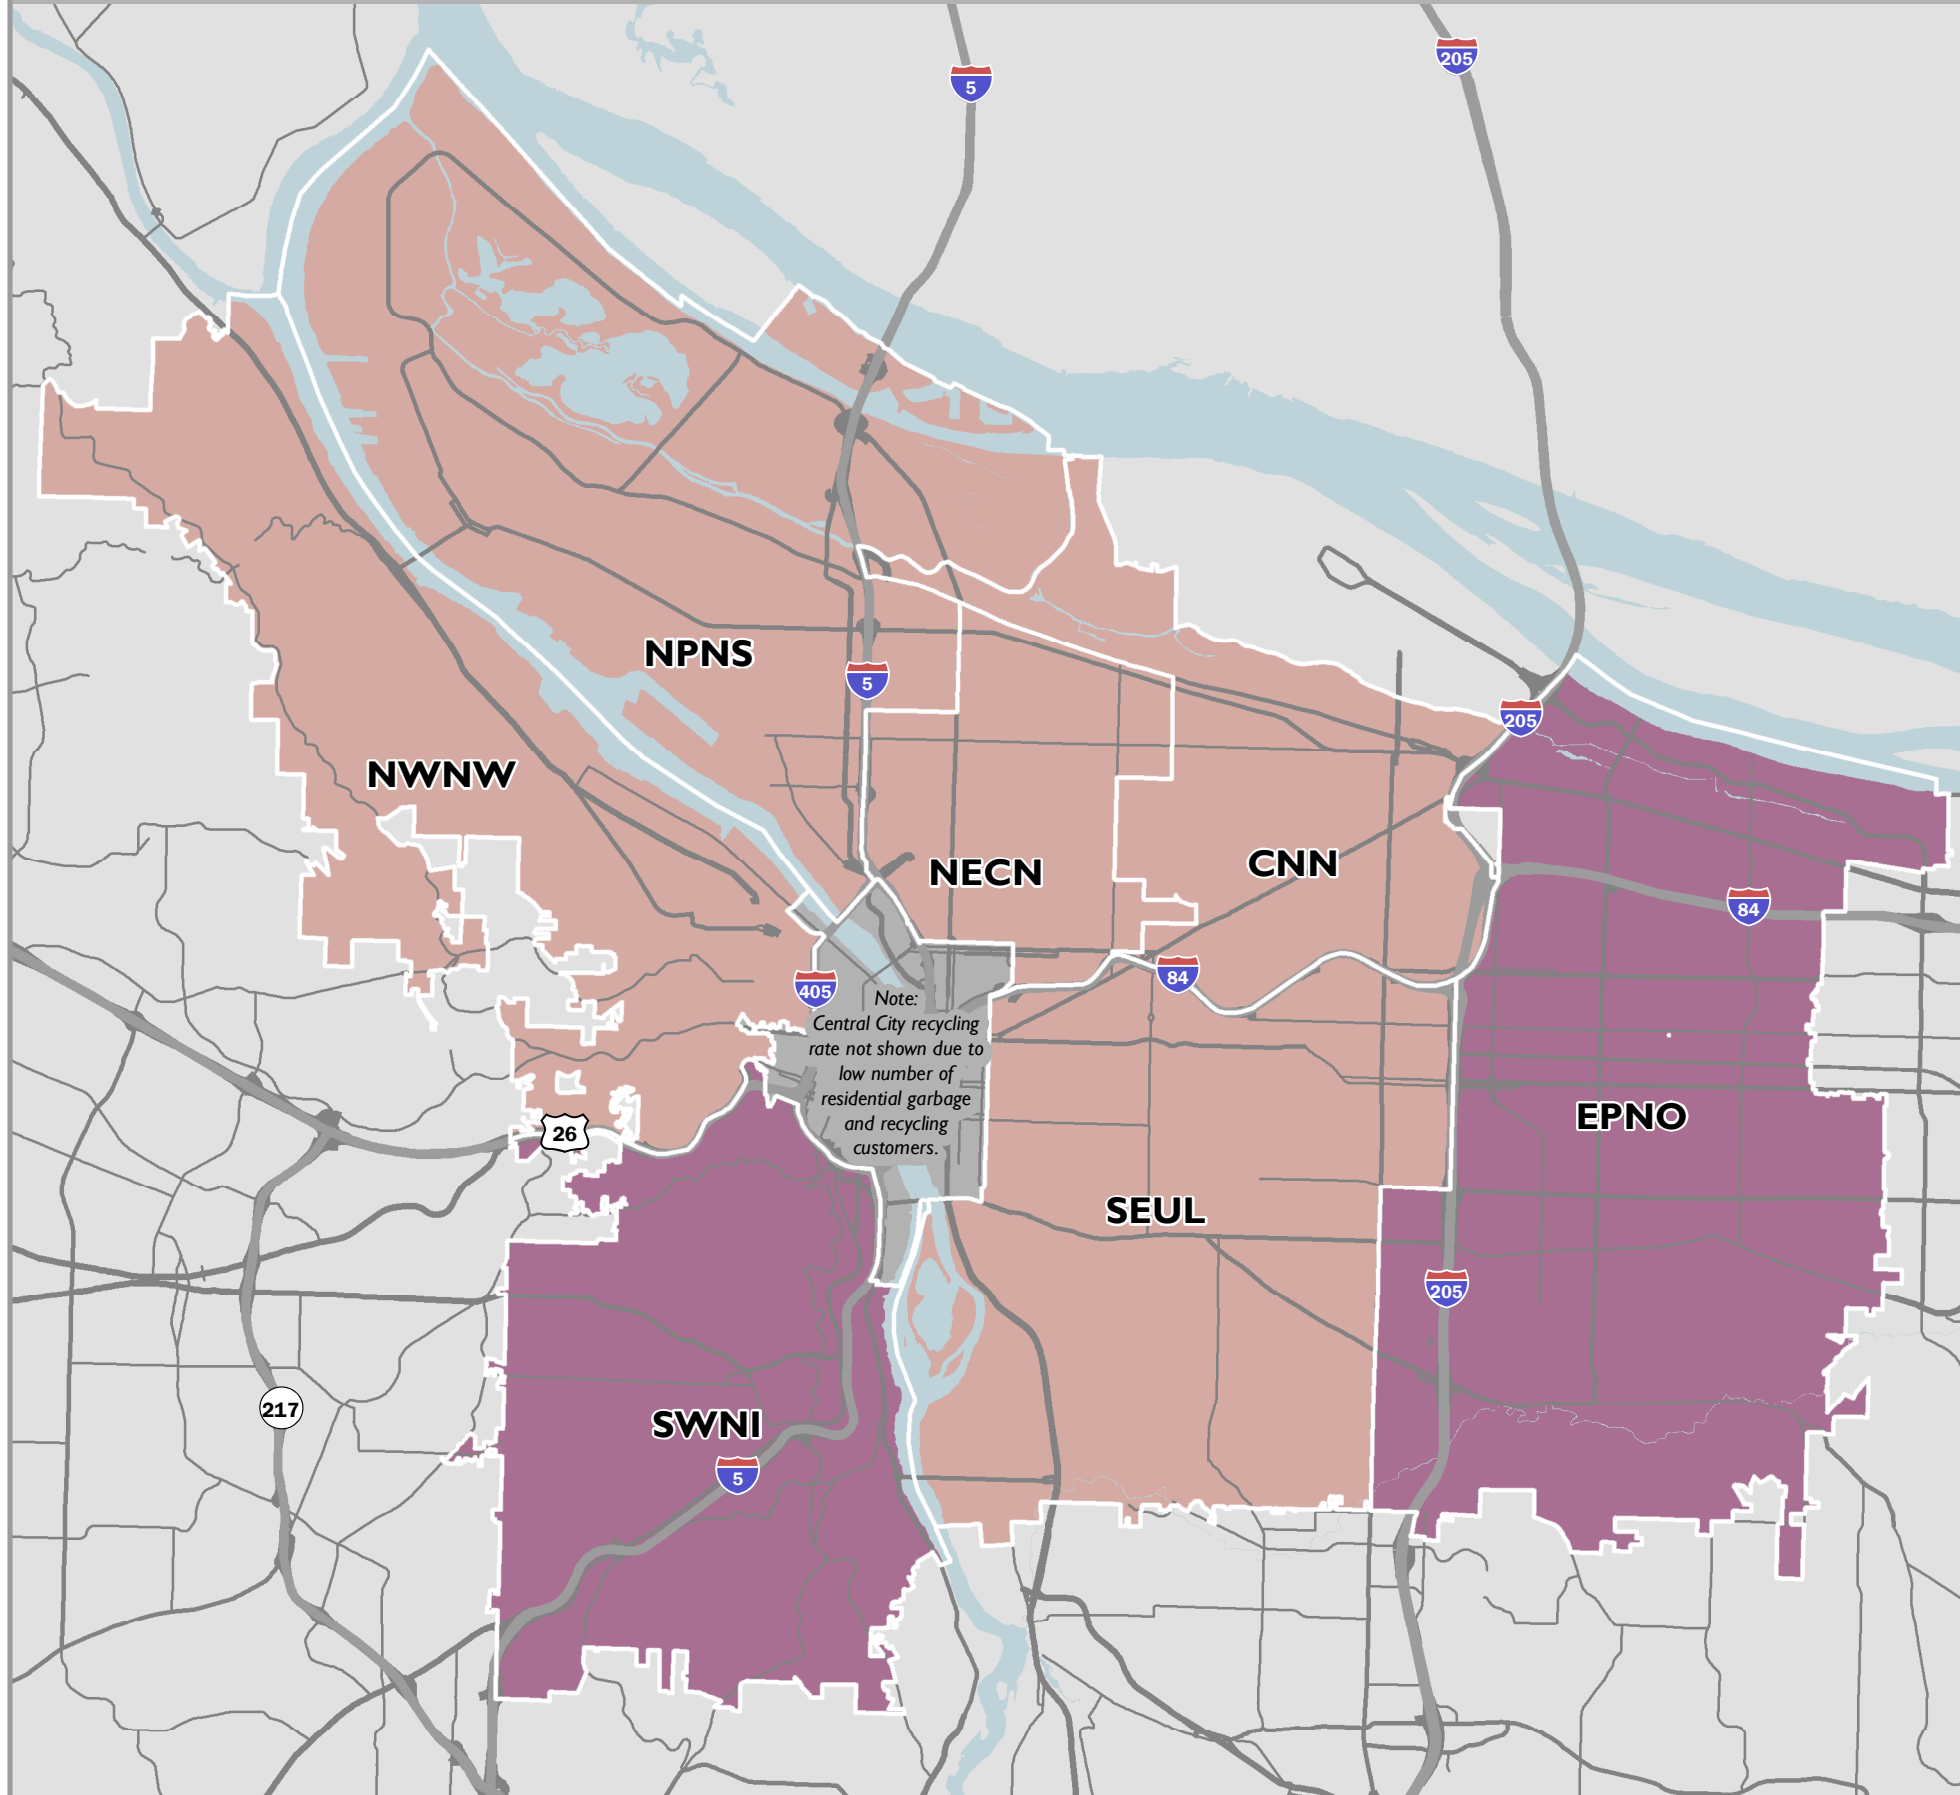 205
5
NPNS
5
205
NWNW
NECN
CNN
84
84
405
Note:
Central City recycling
rate not shown due to
low number of
residential garbage
and recycling
customers.
EPNO
26
SEUL
205
217
SWNI
5